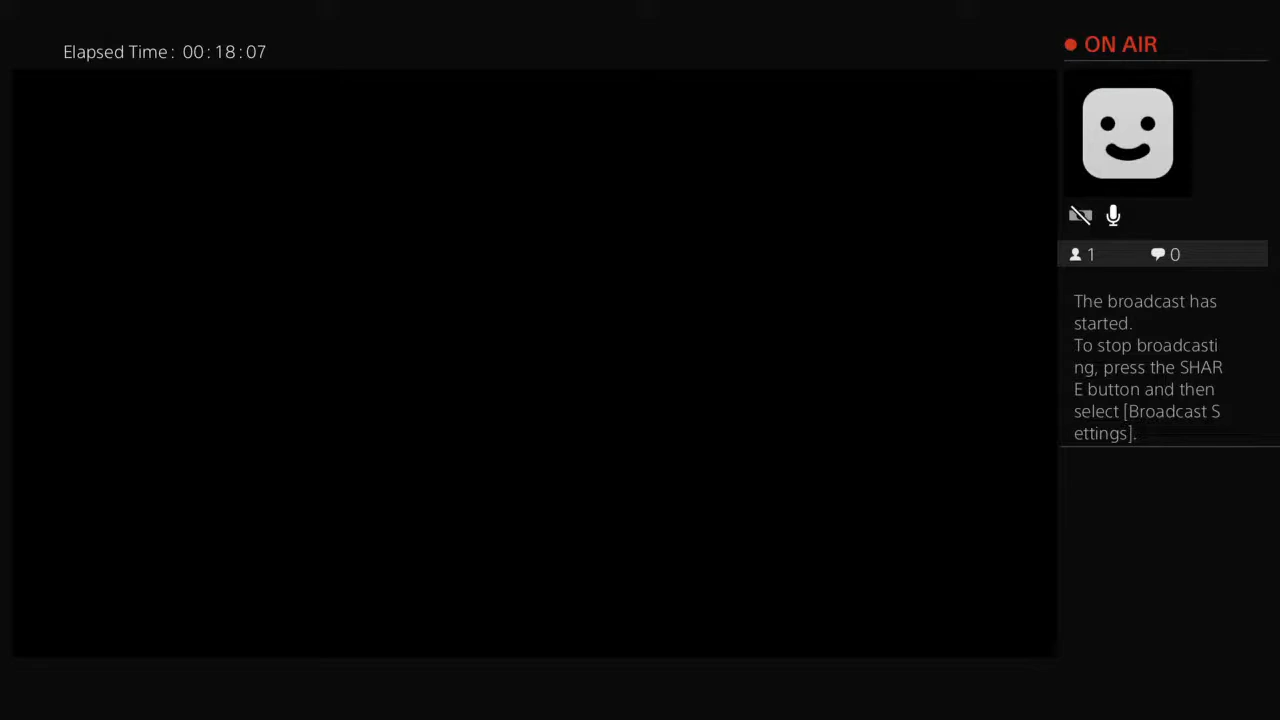 Elapsed Time: 00:18:07
ON AIR
1 0
The broadcast has
started.
To stop broadcasti
ng, press the SHAR
E button and then
select [Broadcast S
ettings].